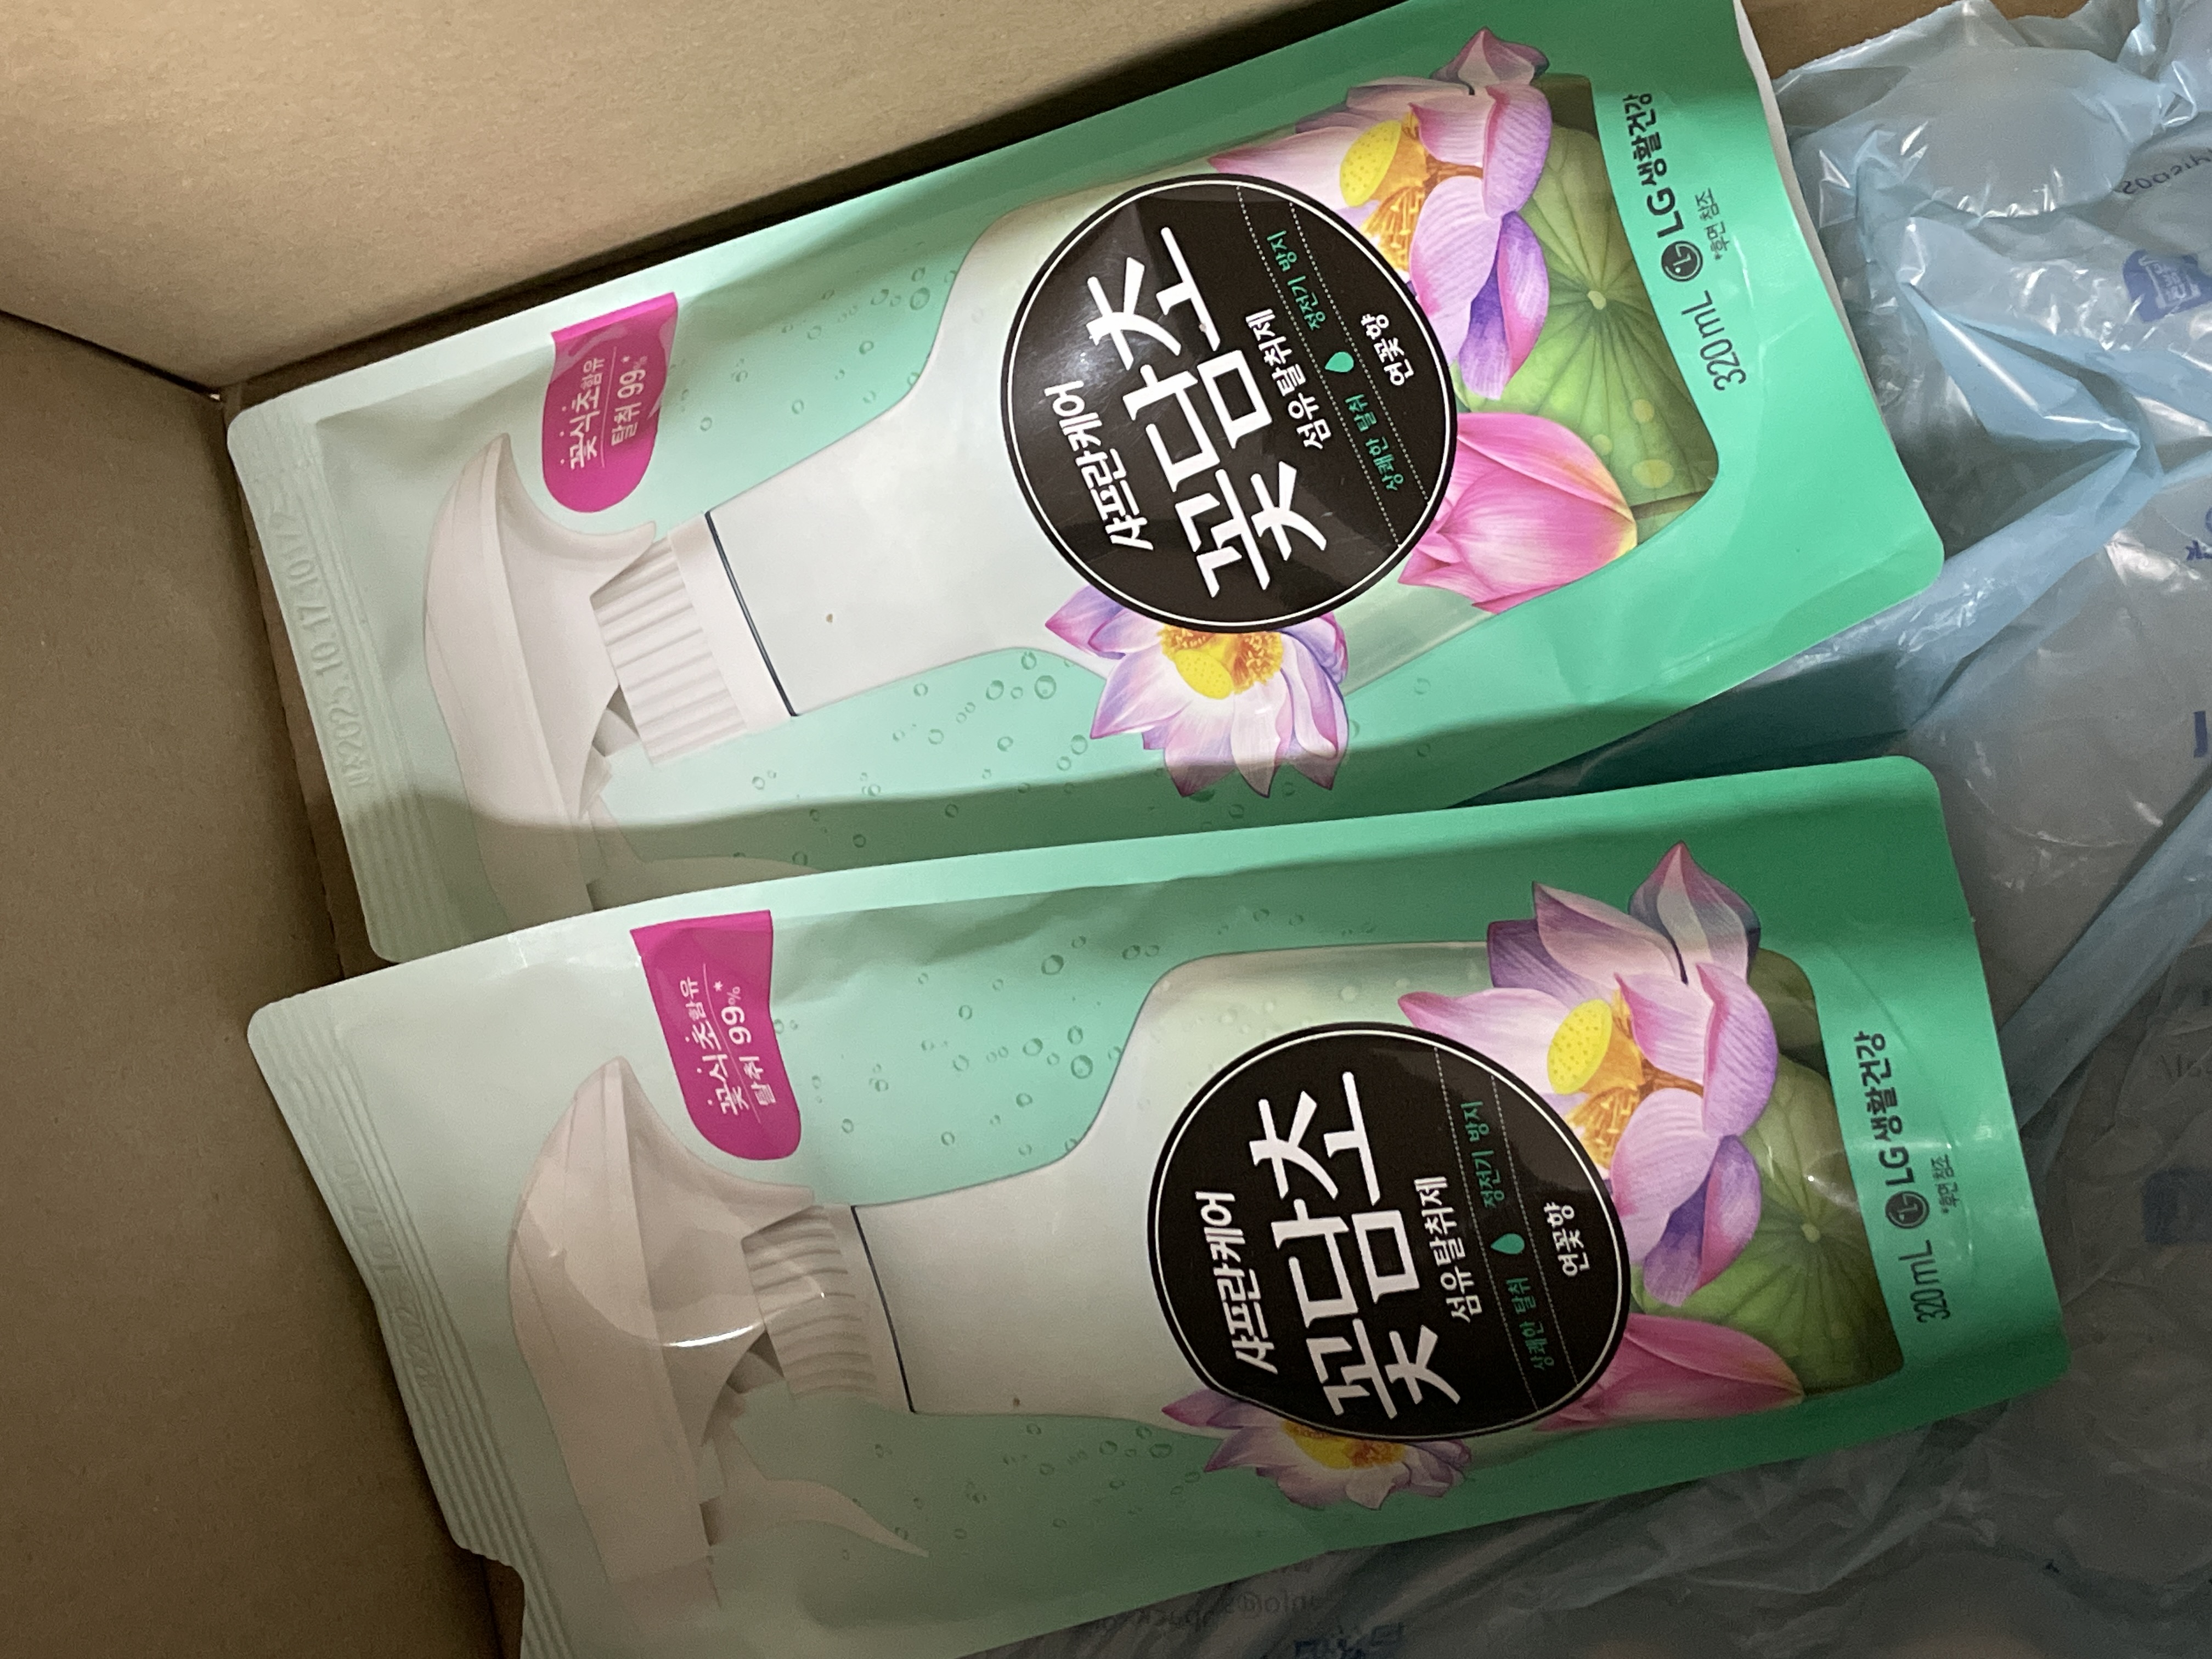 꽃식초함유
탈취 99%*
샤프란케어
꽃담초
섬유탈취제
상쾌한 탈취 정전기 방지
연꽃향
320mL LG생활건강
*후면 참조
꽃식초함유
탈취 99%*
샤프란케어
꽃담초
섬유탈취제
상쾌한 탈취 정전기 방지
연꽃향
320mL LG생활건강
*후면 참조